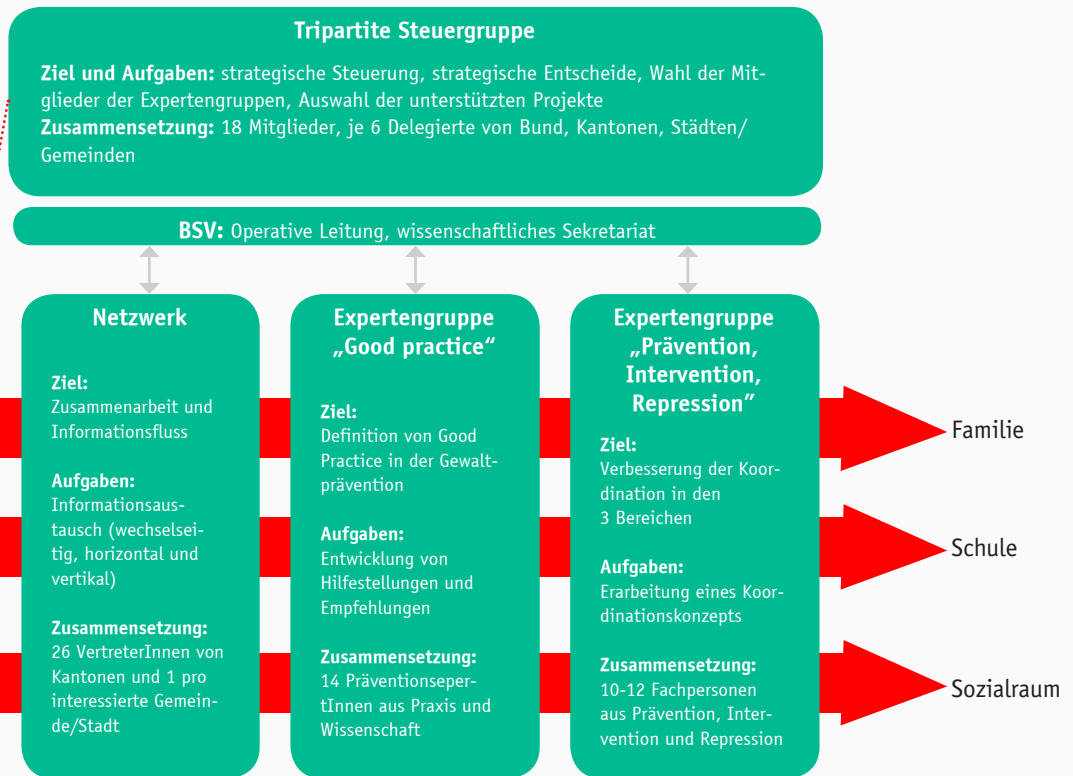 Tripartite Steuergruppe
Ziel und Aufgaben: strategische Steuerung, strategische Entscheide, Wahl der Mit-
glieder der Expertengruppen, Auswahl der unterstützten Projekte
Zusammensetzung: 18 Mitglieder, je 6 Delegierte von Bund, Kantonen, Städten/
Gemeinden
BSV: Operative Leitung, wissenschaftliches Sekretariat
Netzwerk
Ziel:
Zusammenarbeit und
Informationsfluss
Aufgaben:
Informationsaus-
tausch (wechselsei-
tig, horizontal und
vertikal)
Zusammensetzung:
26 VertreterInnen von
Kantonen und 1 pro
interessierte Gemein-
de/Stadt
Expertengruppe
„Good practice“
Ziel:
Definition von Good
Practice in der Gewalt-
prävention
Aufgaben:
Entwicklung von
Hilfestellungen und
Empfehlungen
Zusammensetzung:
14 Präventionseper-
tInnen aus Praxis und
Wissenschaft
Expertengruppe
„Prävention,
Intervention,
Repression”
Ziel:
Verbesserung der Koor-
dination in den
3 Bereichen
Aufgaben:
Erarbeitung eines Koor-
dinationskonzepts
Zusammensetzung:
10-12 Fachpersonen
aus Prävention, Inter-
vention und Repression
Familie
Schule
Sozialraum